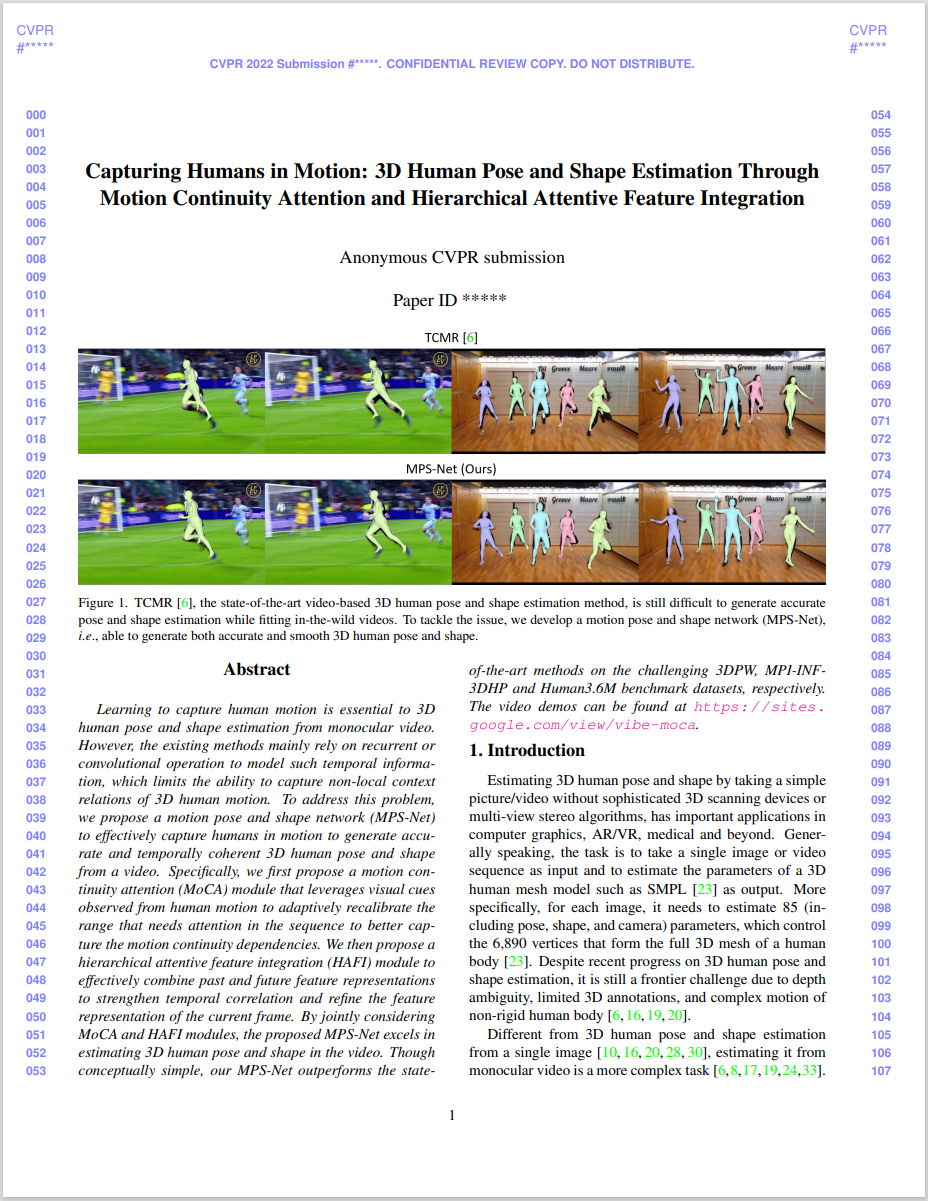 CVPR
#*****
CVPR
#*****
CVPR 2022 Submission #*****. CONFIDENTIAL REVIEW COPY. DO NOT DISTRIBUTE.
Capturing Humans in Motion: 3D Human Pose and Shape Estimation Through
Motion Continuity Attention and Hierarchical Attentive Feature Integration
Anonymous CVPR submission
Paper ID *****
TCMR [6]
Groove Maare
Groove Maare
MPS-Net (Ours)
Groove Maare
Groove Maare
Figure 1. TCMR [6], the state-of-the-art video-based 3D human pose and shape estimation method, is still difficult to generate accurate
pose and shape estimation while fitting in-the-wild videos. To tackle the issue, we develop a motion pose and shape network (MPS-Net),
i.e., able to generate both accurate and smooth 3D human pose and shape.
Abstract
Learning to capture human motion is essential to 3D
human pose and shape estimation from monocular video.
However, the existing methods mainly rely on recurrent or
convolutional operation to model such temporal informa-
tion, which limits the ability to capture non-local context
relations of 3D human motion. To address this problem,
we propose a motion pose and shape network (MPS-Net)
to effectively capture humans in motion to generate accu-
rate and temporally coherent 3D human pose and shape
from a video. Specifically, we first propose a motion con-
tinuity attention (MoCA) module that leverages visual cues
observed from human motion to adaptively recalibrate the
range that needs attention in the sequence to better cap-
ture the motion continuity dependencies. We then propose a
hierarchical attentive feature integration (HAFI) module to
effectively combine past and future feature representations
to strengthen temporal correlation and refine the feature
representation of the current frame. By jointly considering
MoCA and HAFI modules, the proposed MPS-Net excels in
estimating 3D human pose and shape in the video. Though
conceptually simple, our MPS-Net outperforms the state-
of-the-art methods on the challenging 3DPW, MPI-INF-
3DHP and Human3.6M benchmark datasets, respectively.
The video demos can be found at https://sites.
google.com/view/vibe-moca.
1. Introduction
Estimating 3D human pose and shape by taking a simple
picture/video without sophisticated 3D scanning devices or
multi-view stereo algorithms, has important applications in
computer graphics, AR/VR, medical and beyond. Gener-
ally speaking, the task is to take a single image or video
sequence as input and to estimate the parameters of a 3D
human mesh model such as SMPL [23] as output. More
specifically, for each image, it needs to estimate 85 (in-
cluding pose, shape, and camera) parameters, which control
the 6,890 vertices that form the full 3D mesh of a human
body [23]. Despite recent progress on 3D human pose and
shape estimation, it is still a frontier challenge due to depth
ambiguity, limited 3D annotations, and complex motion of
non-rigid human body [6, 16, 19, 20].
Different from 3D human pose and shape estimation
from a single image [10, 16, 20, 28, 30], estimating it from
monocular video is a more complex task [6,8,17,19,24,33].
000
001
002
003
004
005
006
007
008
009
010
011
012
013
014
015
016
017
018
019
020
021
022
023
024
025
026
027
028
029
030
031
032
033
034
035
036
037
038
039
040
041
042
043
044
045
046
047
048
049
050
051
052
053
054
055
056
057
058
059
060
061
062
063
064
065
066
067
068
069
070
071
072
073
074
075
076
077
078
079
080
081
082
083
084
085
086
087
088
089
090
091
092
093
094
095
096
097
098
099
100
101
102
103
104
105
106
107
1